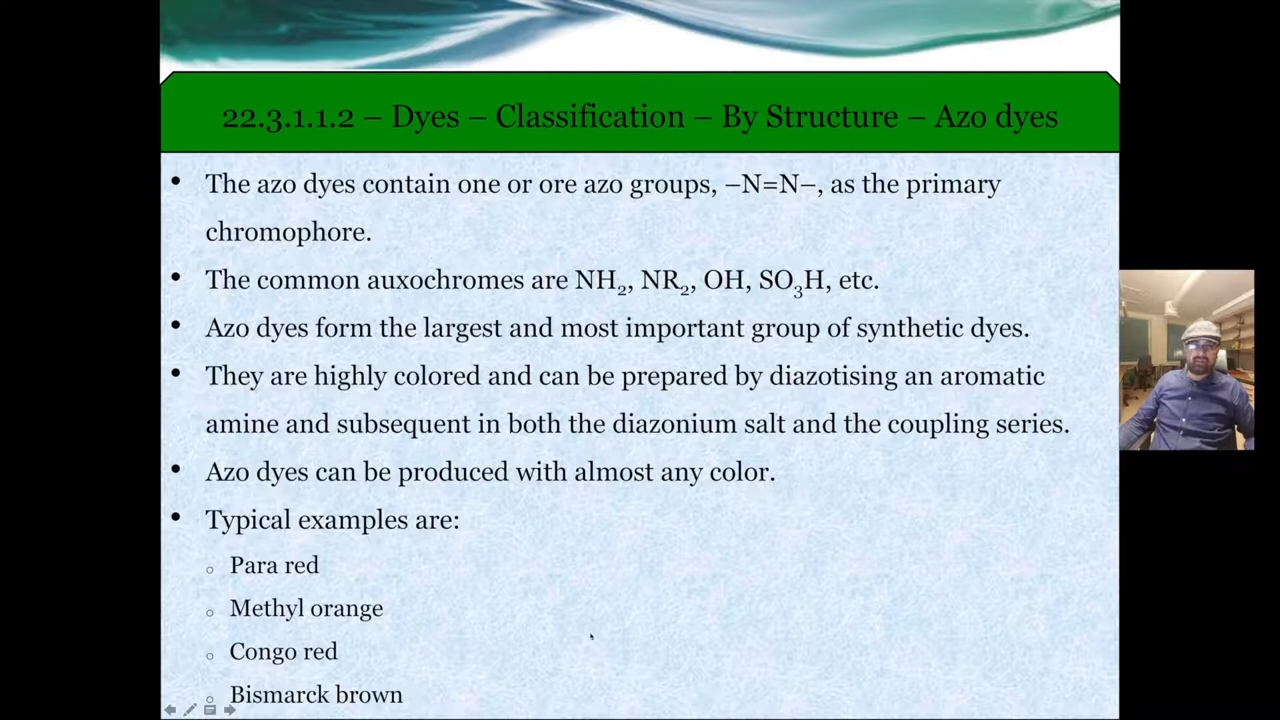 22.3.1.1.2 – Dyes – Classification – By Structure – Azo dyes
• The azo dyes contain one or ore azo groups, –N=N–, as the primary
chromophore.
• The common auxochromes are NH₂, NR₂, OH, SO₃H, etc.
• Azo dyes form the largest and most important group of synthetic dyes.
• They are highly colored and can be prepared by diazotising an aromatic
amine and subsequent in both the diazonium salt and the coupling series.
• Azo dyes can be produced with almost any color.
• Typical examples are:
○ Para red
○ Methyl orange
○ Congo red
○ Bismarck brown